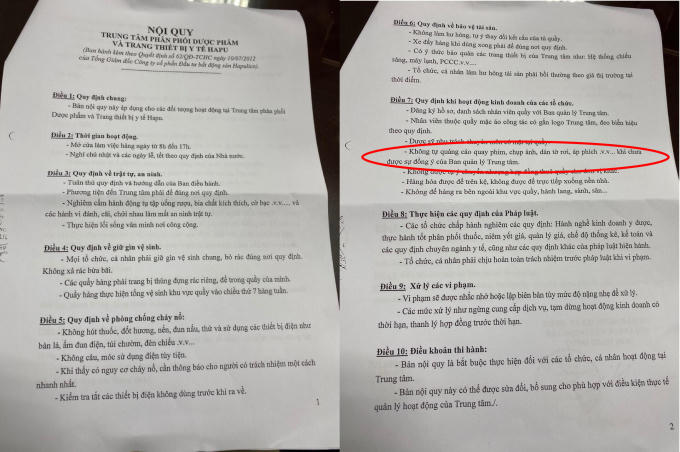 NỘI QUY
TRUNG TÂM PHÂN PHỐI DƯỢC PHẨM
VÀ TRANG THIẾT BỊ Y TẾ HAPU
(Ban hành kèm theo Quyết định số 62/QĐ-TCHC ngày 10/07/2012
của Tổng Giám đốc Công ty cổ phần Đầu tư bất động sản Hapulico).
Điều 1: Quy định chung:
- Bản nội quy này áp dụng cho các đối tượng hoạt động tại Trung tâm phân phối
Dược phẩm và Trang thiết bị y tế Hapu.
Điều 2: Thời gian hoạt động.
- Mở cửa làm việc hàng ngày từ 8h đến 17h.
- Nghỉ chủ nhật và các ngày lễ, tết theo quy định của Nhà nước.
Điều 3: Quy định về trật tự, an ninh.
- Tuân thủ quy định và hướng dẫn của Ban điều hành.
- Phương tiện đến Trung tâm phải để đúng nơi quy định.
- Nghiêm cấm hành động tụ tập uống rượu, bia chất kích thích, cờ bạc .v.v.... và
các hành vi đánh, cãi, chửi nhau làm mất an ninh trật tự.
- Thực hiện lối sống văn minh nơi công cộng.
Điều 4: Quy định về giữ gìn vệ sinh.
- Mọi tổ chức, cá nhân phải giữ gìn vệ sinh chung, bỏ rác đúng nơi quy định.
Không xả rác bừa bãi.
- Các quầy hàng phải trang bị thùng đựng rác riêng, để trong quầy của mình.
- Quầy hàng thực hiện tổng vệ sinh khu vực quầy vào chiều thứ 7 hàng tuần.
Điều 5: Quy định về phòng chống cháy nổ:
- Không hút thuốc, đốt hương, nến, đun nấu, thử và sử dụng các thiết bị điện như
bàn là, ấm đun điện, túi chườm, đèn chiếu .v.v...
- Không câu, móc sử dụng điện tùy tiện.
- Khi thấy có nguy cơ cháy nổ, cần thông báo cho người có trách nhiệm một cách
nhanh nhất.
- Kiểm tra tất các thiết bị điện không dùng trước khi ra về.
1
Điều 6: Quy định về bảo vệ tài sản.
- Không làm hư hỏng, tự ý thay đổi kết cấu của tủ quầy.
- Xe đẩy hàng khi dùng xong phải để đúng nơi quy định.
- Có ý thức bảo quản các trang thiết bị của Trung tâm như: Hệ thống chiếu
sáng, máy lạnh, PCCC.v.v....
- Tổ chức, cá nhân làm hư hỏng tài sản phải bồi thường theo giá thị trường tại
thời điểm.
Điều 7: Quy định khi hoạt động kinh doanh của các tổ chức.
- Đăng ký hồ sơ, danh sách nhân viên quầy với Ban quản lý Trung tâm.
- Nhân viên thuộc quầy mặc áo công tác có gắn logo Trung tâm, đeo biển hiệu
theo quy định.
- Dược sỹ phụ trách chuyên môn có mặt tại quầy.
- Không tự quảng cáo quay phim, chụp ảnh, dán tờ rơi, áp phích .v.v... khi chưa
được sự đồng ý của Ban quản lý Trung tâm.
- Không được tự ý chuyển nhượng hợp đồng thuê quầy cho đơn vị khác.
- Hàng hóa được để trên kệ, không được để trực tiếp xuống nền nhà.
- Không để hàng ra bên ngoài khu vực quầy, hành lang, sảnh, sân...
Điều 8: Thực hiện các quy định của Pháp luật.
- Các tổ chức chấp hành nghiêm các quy định: Hành nghề kinh doanh y dược,
thực hành tốt phân phối thuốc, niêm yết giá, quản lý giá, chế độ thống kê, kế toán và
các quy định chuyên ngành y tế, cũng như các quy định khác của pháp luật hiện hành.
- Tổ chức, cá nhân phải chịu hoàn toàn trách nhiệm trước pháp luật khi vi phạm.
Điều 9: Xử lý các vi phạm.
- Vi phạm sẽ được nhắc nhở hoặc lập biên bản tùy mức độ nặng nhẹ để xử lý.
- Các mức xử lý như ngừng cung cấp dịch vụ, tạm dừng hoạt động kinh doanh có
thời hạn, thanh lý hợp đồng trước thời hạn.
Điều 10: Điều khoản thi hành:
- Bản nội quy là bắt buộc thực hiện đối với các tổ chức, cá nhân hoạt động tại
Trung tâm.
- Bản nội quy này có thể được sửa đổi, bổ sung cho phù hợp với điều kiện thực tế
quản lý hoạt động của Trung tâm./.
2